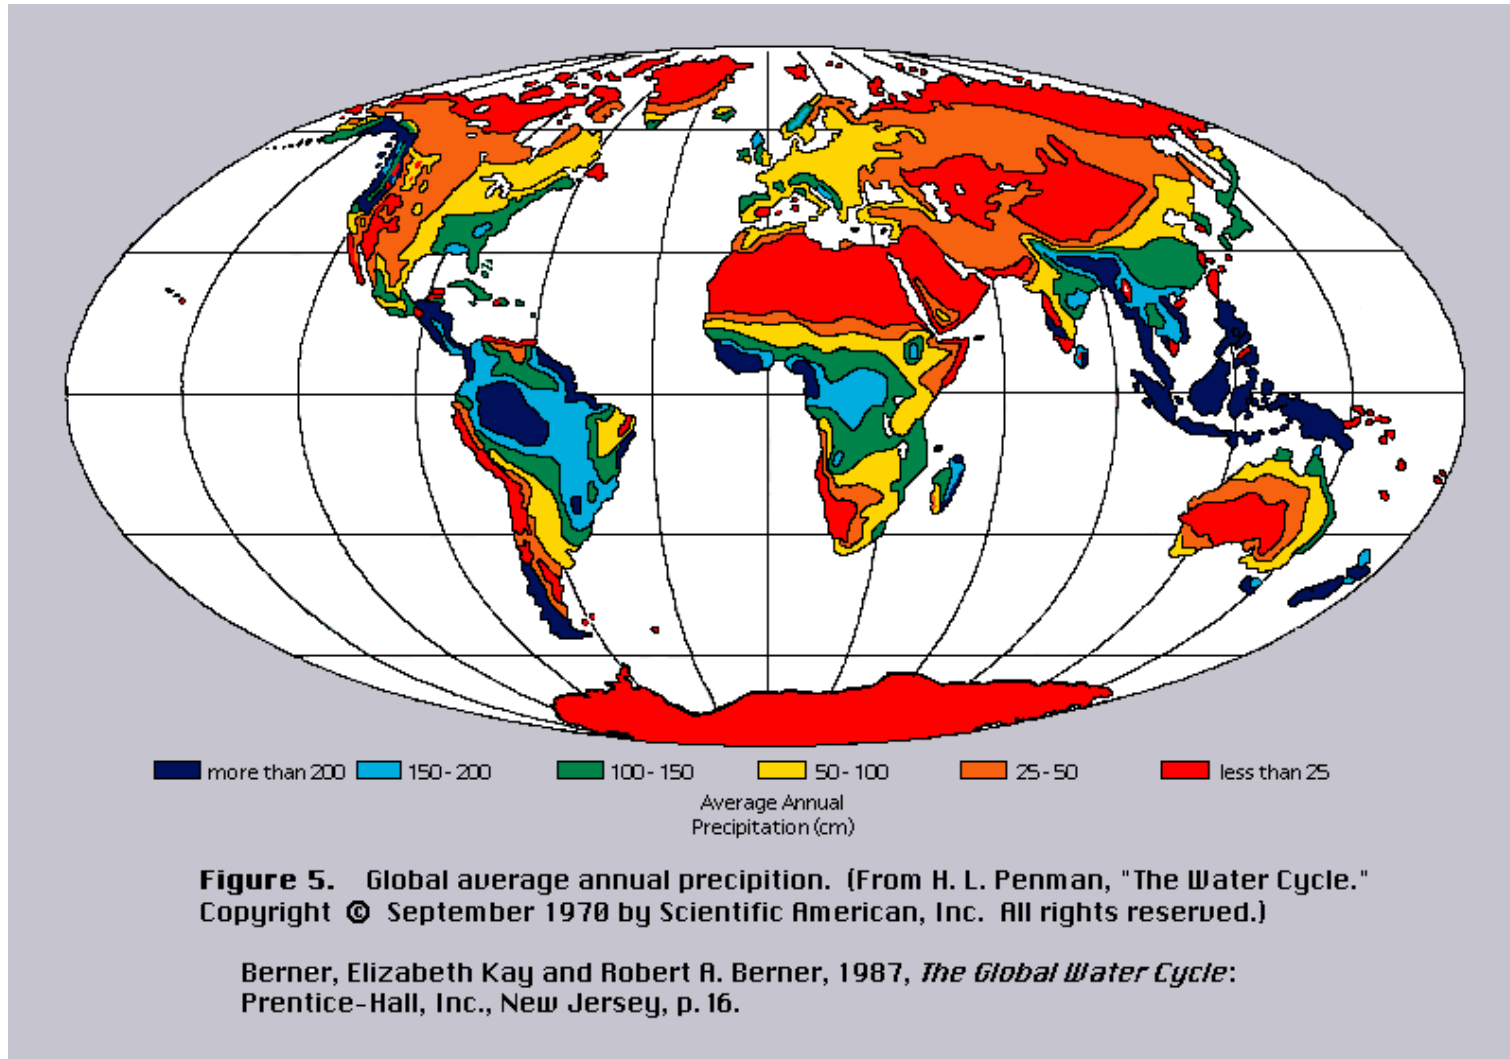 more than 200 150 - 200 100 - 150 50 - 100 25 - 50 less than 25
Average Annual
Precipitation (cm)
Figure 5. Global average annual precipition. (From H. L. Penman, "The Water Cycle."
Copyright © September 1970 by Scientific American, Inc. All rights reserved.)
Berner, Elizabeth Kay and Robert A. Berner, 1987, The Global Water Cycle:
Prentice-Hall, Inc., New Jersey, p. 16.